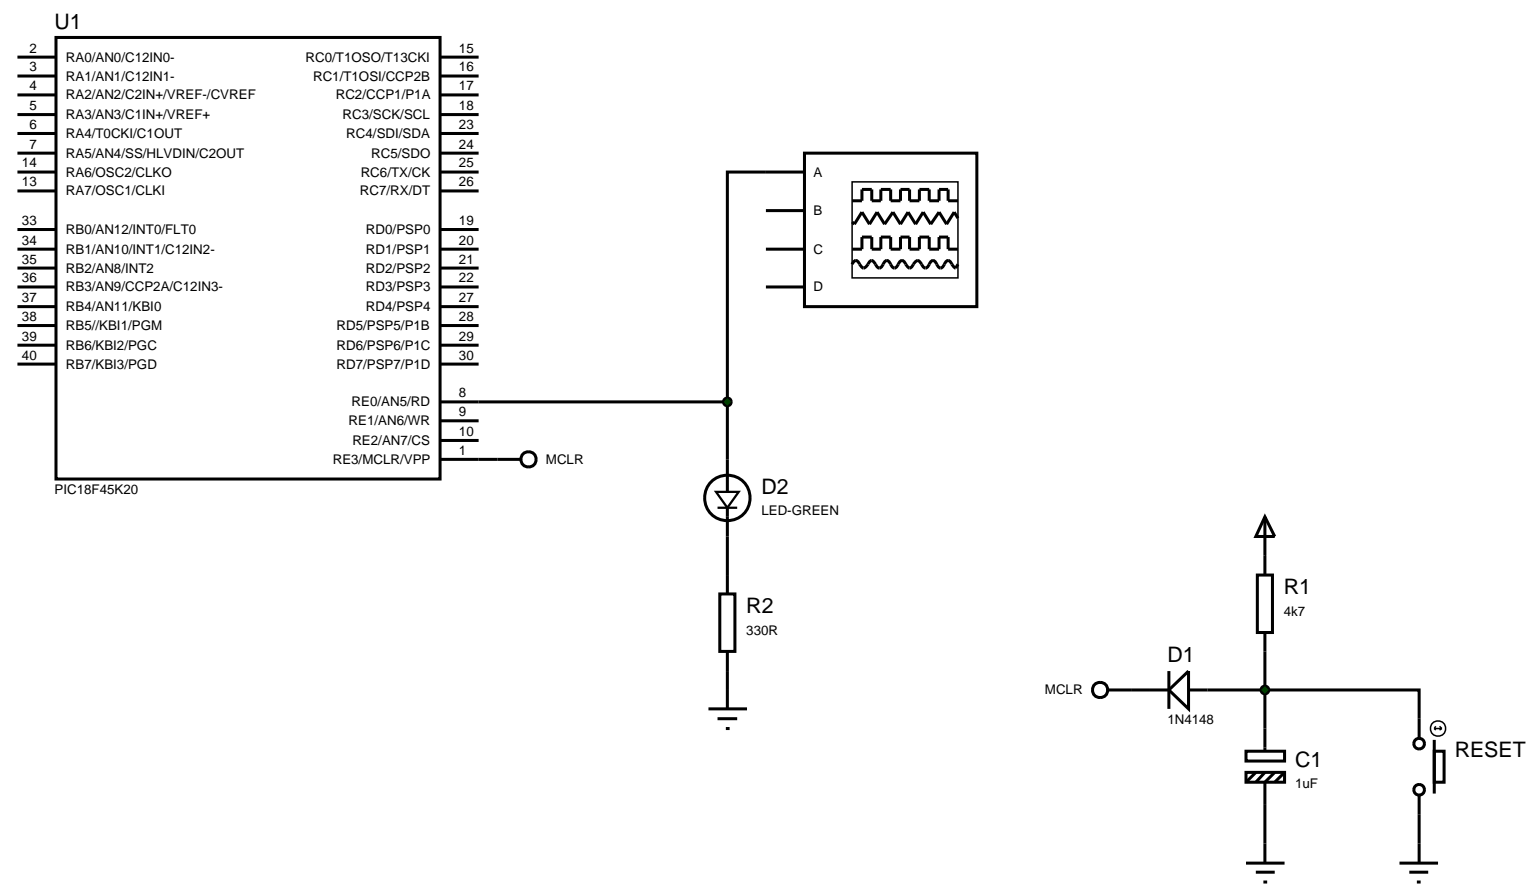 U1
2 RA0/AN0/C12IN0- RC0/T1OSO/T13CKI 15
3 RA1/AN1/C12IN1- RC1/T1OSI/CCP2B 16
4 RA2/AN2/C2IN+/VREF-/CVREF RC2/CCP1/P1A 17
5 RA3/AN3/C1IN+/VREF+ RC3/SCK/SCL 18
6 RA4/T0CKI/C1OUT RC4/SDI/SDA 23
7 RA5/AN4/SS/HLVDIN/C2OUT RC5/SDO 24
14 RA6/OSC2/CLKO RC6/TX/CK 25
13 RA7/OSC1/CLKI RC7/RX/DT 26
33 RB0/AN12/INT0/FLT0 RD0/PSP0 19
34 RB1/AN10/INT1/C12IN2- RD1/PSP1 20
35 RB2/AN8/INT2 RD2/PSP2 21
36 RB3/AN9/CCP2A/C12IN3- RD3/PSP3 22
37 RB4/AN11/KBI0 RD4/PSP4 27
38 RB5//KBI1/PGM RD5/PSP5/P1B 28
39 RB6/KBI2/PGC RD6/PSP6/P1C 29
40 RB7/KBI3/PGD RD7/PSP7/P1D 30
RE0/AN5/RD 8
RE1/AN6/WR 9
RE2/AN7/CS 10
RE3/MCLR/VPP 1 MCLR
PIC18F45K20
A
B
C
D
D2
LED-GREEN
R2
330R
R1
4k7
MCLR
D1
1N4148
C1
1uF
RESET